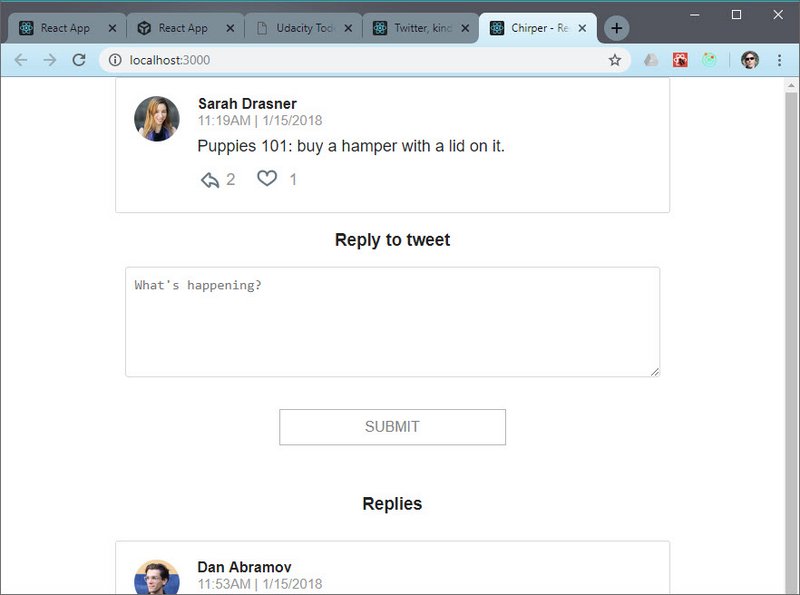 React App
React App
Udacity Tod
Twitter, kind
Chirper - Re
localhost:3000
Sarah Drasner
11:19AM | 1/15/2018
Puppies 101: buy a hamper with a lid on it.
2 1
Reply to tweet
What's happening?
SUBMIT
Replies
Dan Abramov
11:53AM | 1/15/2018